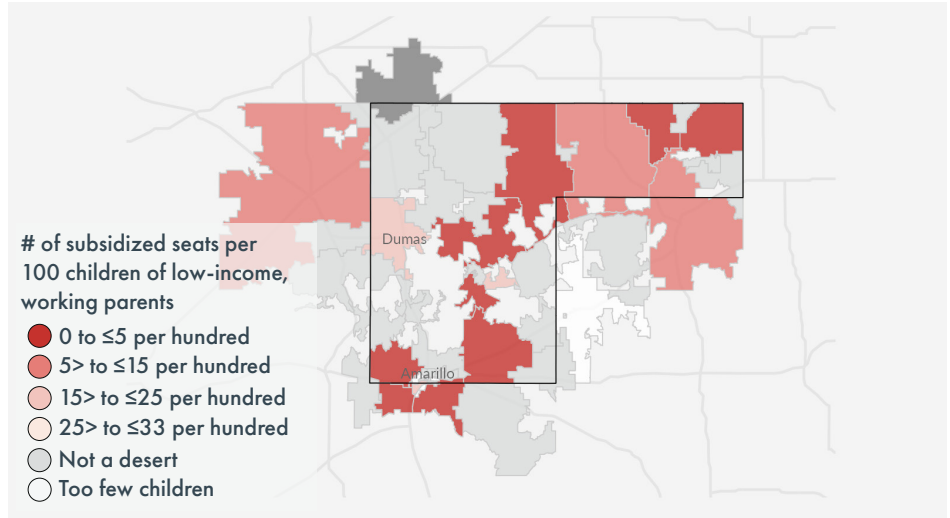 Dumas
# of subsidized seats per
100 children of low-income,
working parents
0 to ≤5 per hundred
5> to ≤15 per hundred
Amarillo
15> to ≤25 per hundred
25> to ≤33 per hundred
Not a desert
Too few children